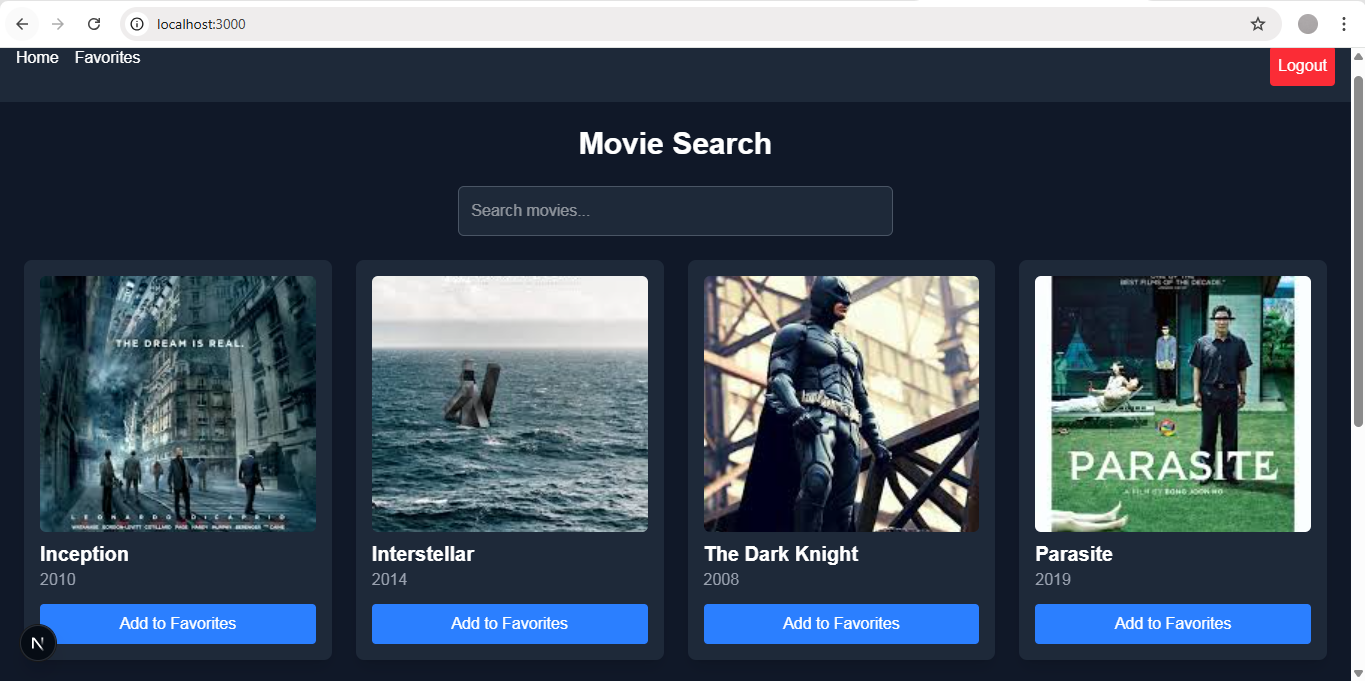 localhost:3000
Home Favorites Logout
Movie Search
Search movies...
THE DREAM IS REAL.
LEONARDO DICAPRIO
BEST FILMS OF THE DECADE."
PARASITE
A FILM BY BONG JOON HO
Inception Interstellar The Dark Knight Parasite
2010 2014 2008 2019
Add to Favorites Add to Favorites Add to Favorites Add to Favorites
N